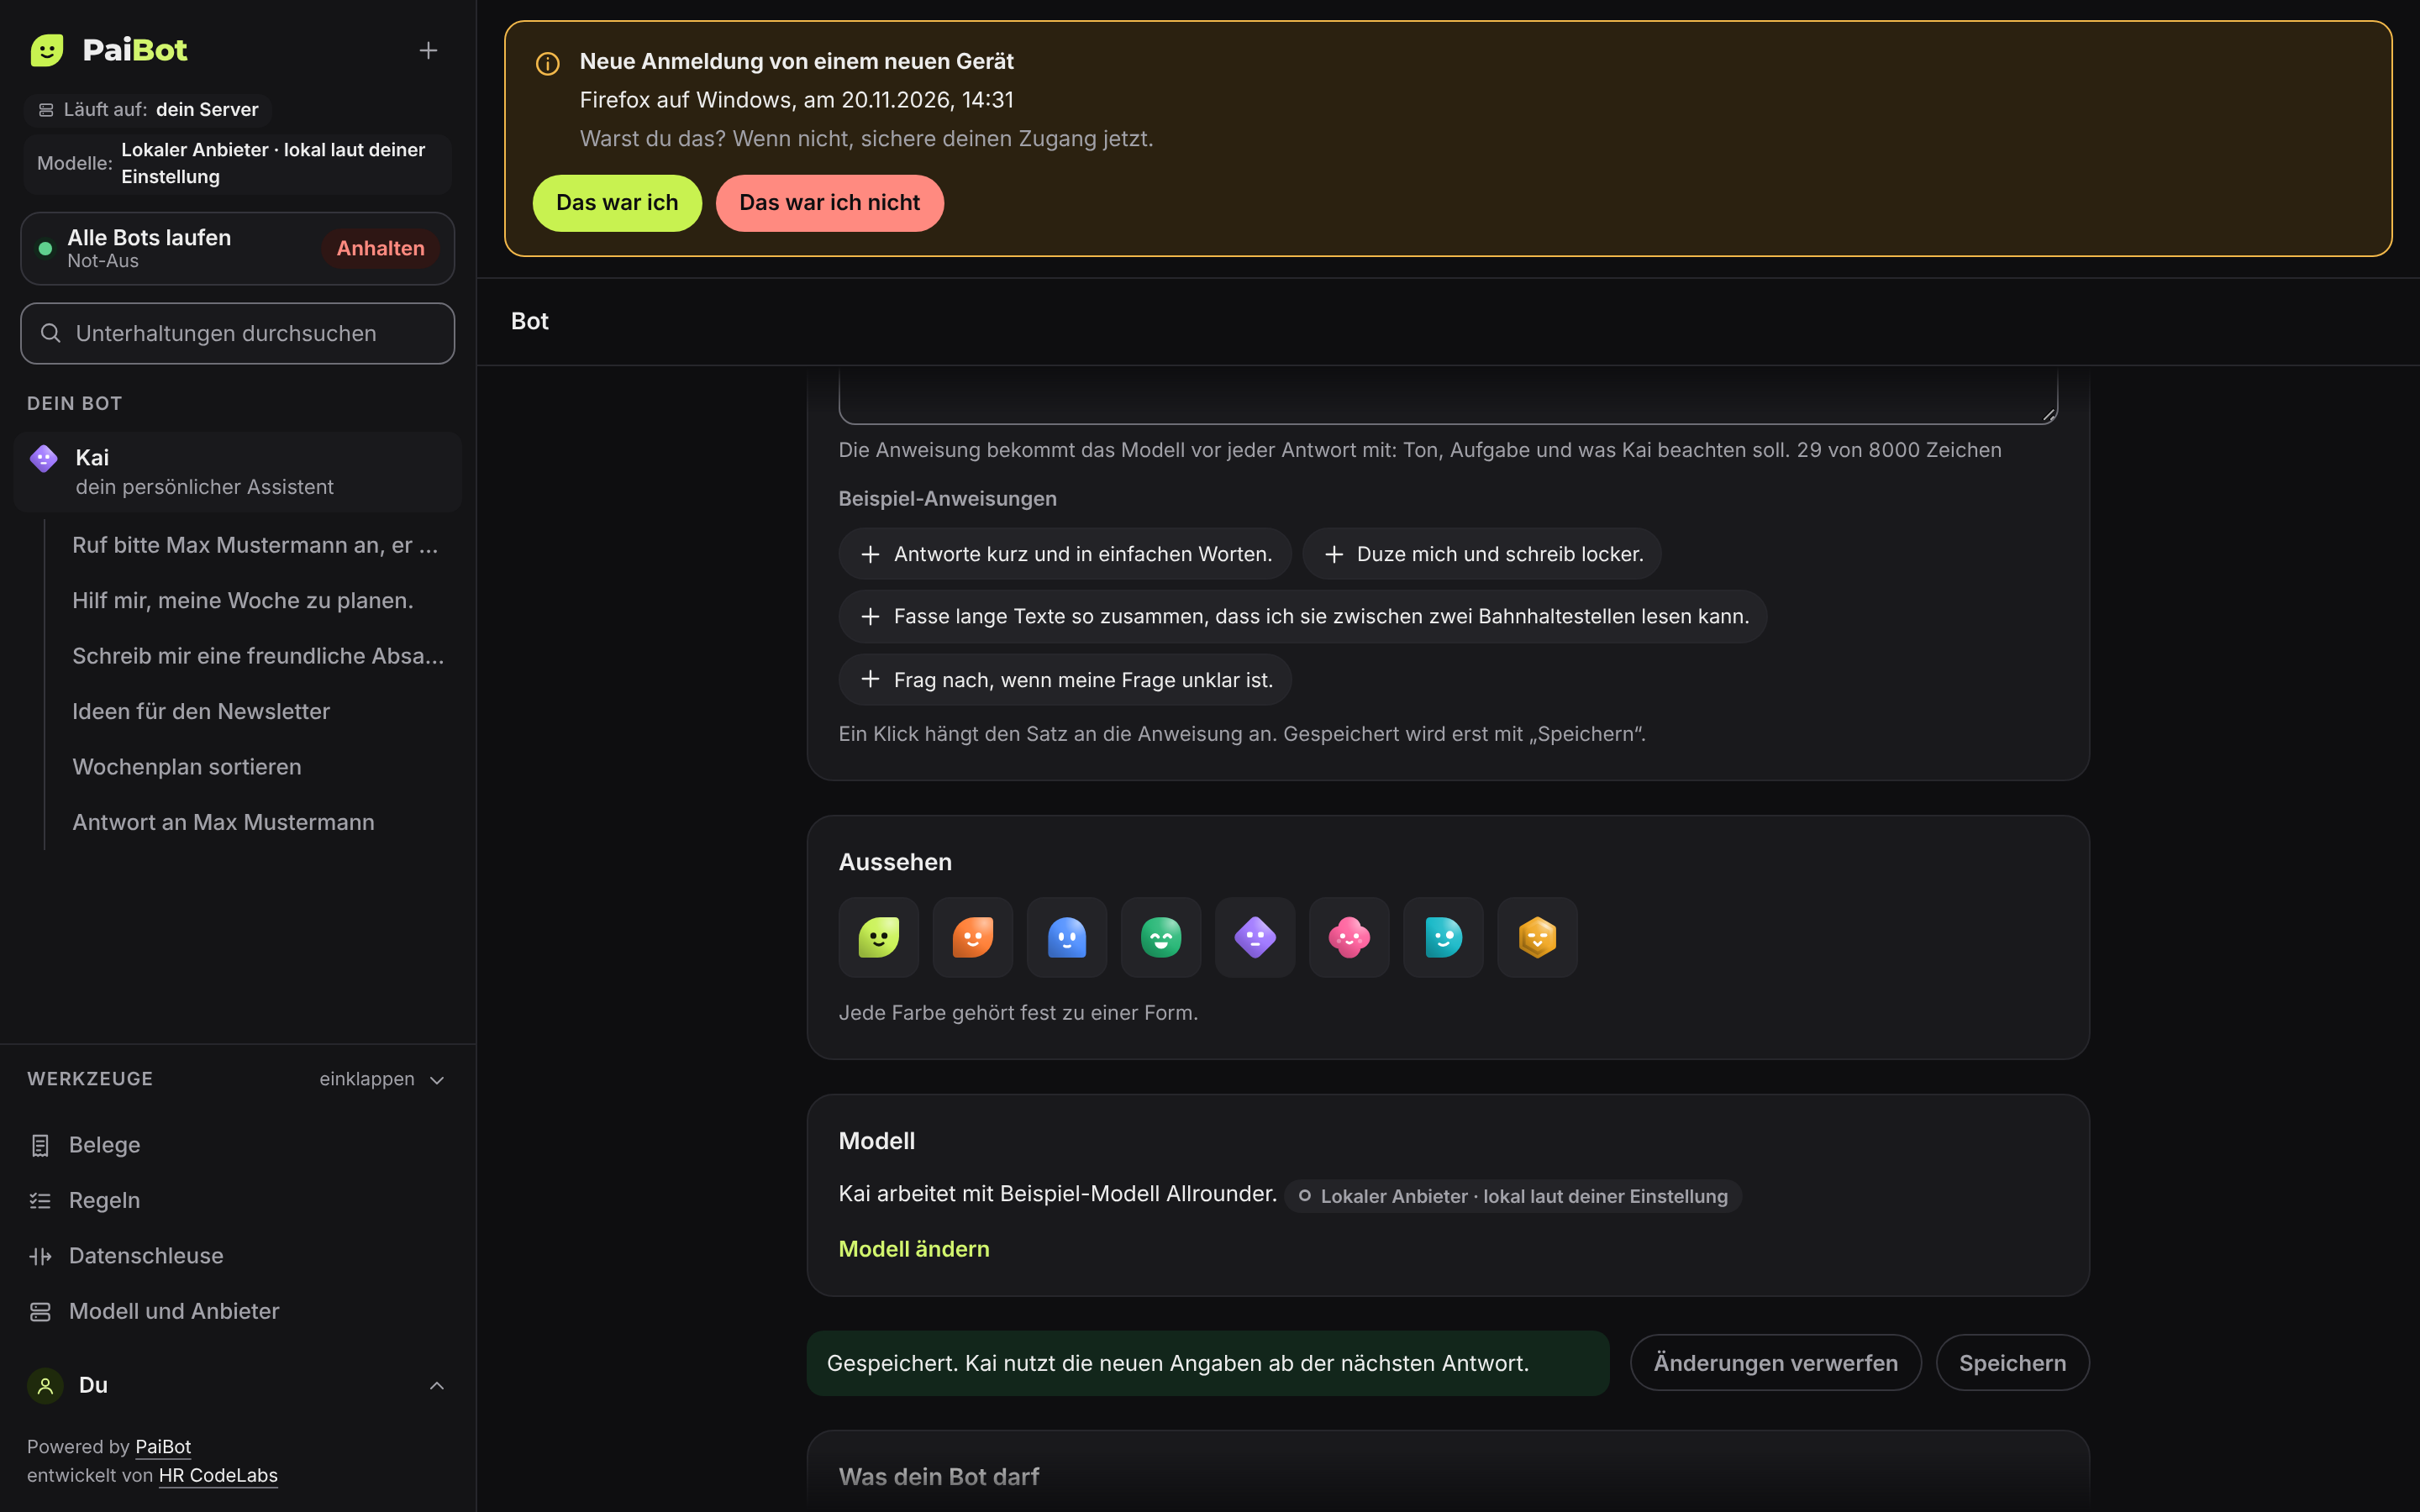 PaiBot
Läuft auf: dein Server
Modelle: Lokaler Anbieter · lokal laut deiner
Einstellung
Alle Bots laufen
Not-Aus
Anhalten
Unterhaltungen durchsuchen
DEIN BOT
Kai
dein persönlicher Assistent
Ruf bitte Max Mustermann an, er ...
Hilf mir, meine Woche zu planen.
Schreib mir eine freundliche Absa...
Ideen für den Newsletter
Wochenplan sortieren
Antwort an Max Mustermann
WERKZEUGE einklappen
Belege
Regeln
Datenschleuse
Modell und Anbieter
Du
Powered by PaiBot
entwickelt von HR CodeLabs
Neue Anmeldung von einem neuen Gerät
Firefox auf Windows, am 20.11.2026, 14:31
Warst du das? Wenn nicht, sichere deinen Zugang jetzt.
Das war ich Das war ich nicht
Bot
Die Anweisung bekommt das Modell vor jeder Antwort mit: Ton, Aufgabe und was Kai beachten soll. 29 von 8000 Zeichen
Beispiel-Anweisungen
Antworte kurz und in einfachen Worten. Duze mich und schreib locker.
Fasse lange Texte so zusammen, dass ich sie zwischen zwei Bahnhaltestellen lesen kann.
Frag nach, wenn meine Frage unklar ist.
Ein Klick hängt den Satz an die Anweisung an. Gespeichert wird erst mit „Speichern“.
Aussehen
Jede Farbe gehört fest zu einer Form.
Modell
Kai arbeitet mit Beispiel-Modell Allrounder. Lokaler Anbieter · lokal laut deiner Einstellung
Modell ändern
Gespeichert. Kai nutzt die neuen Angaben ab der nächsten Antwort. Änderungen verwerfen Speichern
Was dein Bot darf